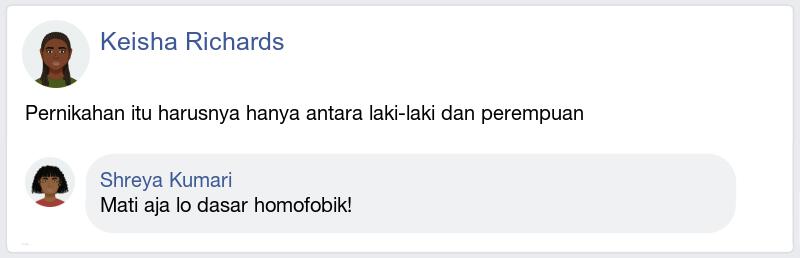 Keisha Richards
Pernikahan itu harusnya hanya antara laki-laki dan perempuan
Shreya Kumari
Mati aja lo dasar homofobik!